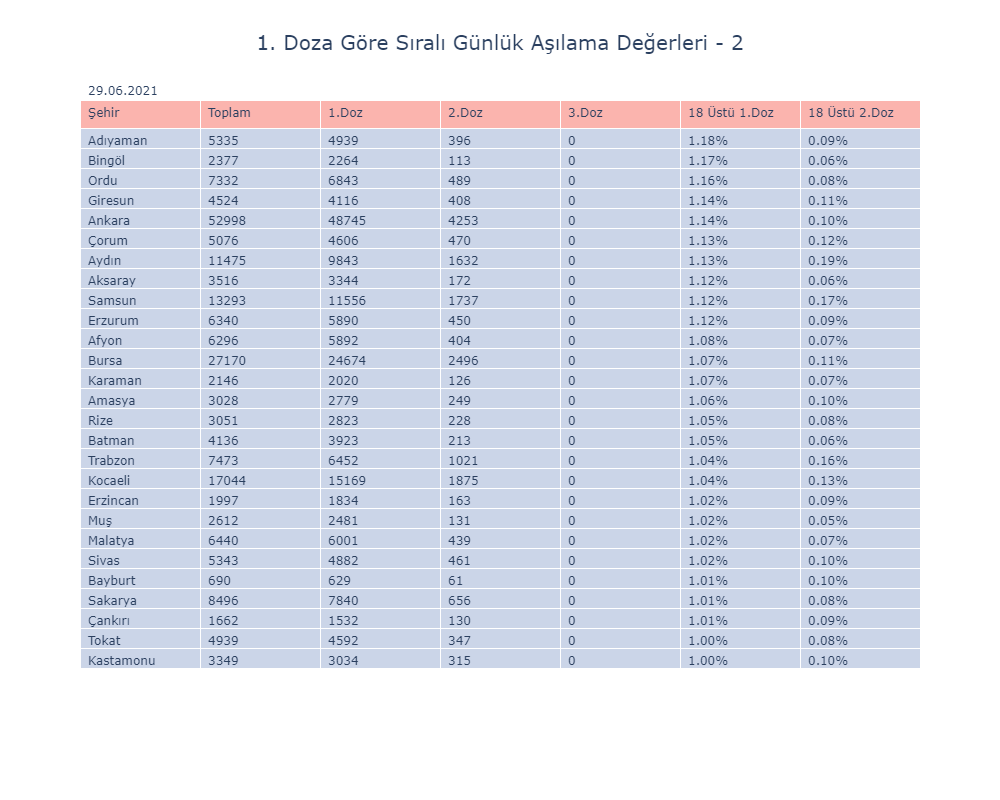 1. Doza Göre Sıralı Günlük Aşılama Değerleri - 2
29.06.2021
Şehir Toplam 1.Doz 2.Doz 3.Doz 18 Üstü 1.Doz 18 Üstü 2.Doz
Adıyaman 5335 4939 396 0 1.18% 0.09%
Bingöl 2377 2264 113 0 1.17% 0.06%
Ordu 7332 6843 489 0 1.16% 0.08%
Giresun 4524 4116 408 0 1.14% 0.11%
Ankara 52998 48745 4253 0 1.14% 0.10%
Çorum 5076 4606 470 0 1.13% 0.12%
Aydın 11475 9843 1632 0 1.13% 0.19%
Aksaray 3516 3344 172 0 1.12% 0.06%
Samsun 13293 11556 1737 0 1.12% 0.17%
Erzurum 6340 5890 450 0 1.12% 0.09%
Afyon 6296 5892 404 0 1.08% 0.07%
Bursa 27170 24674 2496 0 1.07% 0.11%
Karaman 2146 2020 126 0 1.07% 0.07%
Amasya 3028 2779 249 0 1.06% 0.10%
Rize 3051 2823 228 0 1.05% 0.08%
Batman 4136 3923 213 0 1.05% 0.06%
Trabzon 7473 6452 1021 0 1.04% 0.16%
Kocaeli 17044 15169 1875 0 1.04% 0.13%
Erzincan 1997 1834 163 0 1.02% 0.09%
Muş 2612 2481 131 0 1.02% 0.05%
Malatya 6440 6001 439 0 1.02% 0.07%
Sivas 5343 4882 461 0 1.02% 0.10%
Bayburt 690 629 61 0 1.01% 0.10%
Sakarya 8496 7840 656 0 1.01% 0.08%
Çankırı 1662 1532 130 0 1.01% 0.09%
Tokat 4939 4592 347 0 1.00% 0.08%
Kastamonu 3349 3034 315 0 1.00% 0.10%